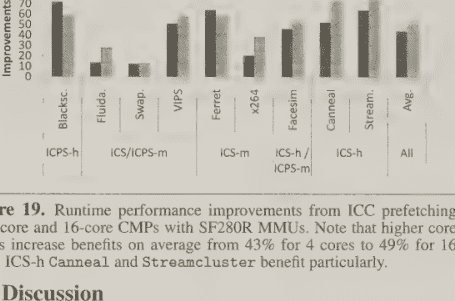 Improvements
70
60
50
40
30
20
10
0
Blacksc. Fluida. Swap. VIPS Ferret x264 Facesim Canneal Stream. Avg.
ICPS-h iCS/ICPS-m iCS-m iCS-h / ICS-h All
ICPS-m
re 19. Runtime performance improvements from ICC prefetching
core and 16-core CMPs with SF280R MMUs. Note that higher core
s increase benefits on average from 43% for 4 cores to 49% for 16
ICS-h Canneal and Streamcluster benefit particularly.
Discussion